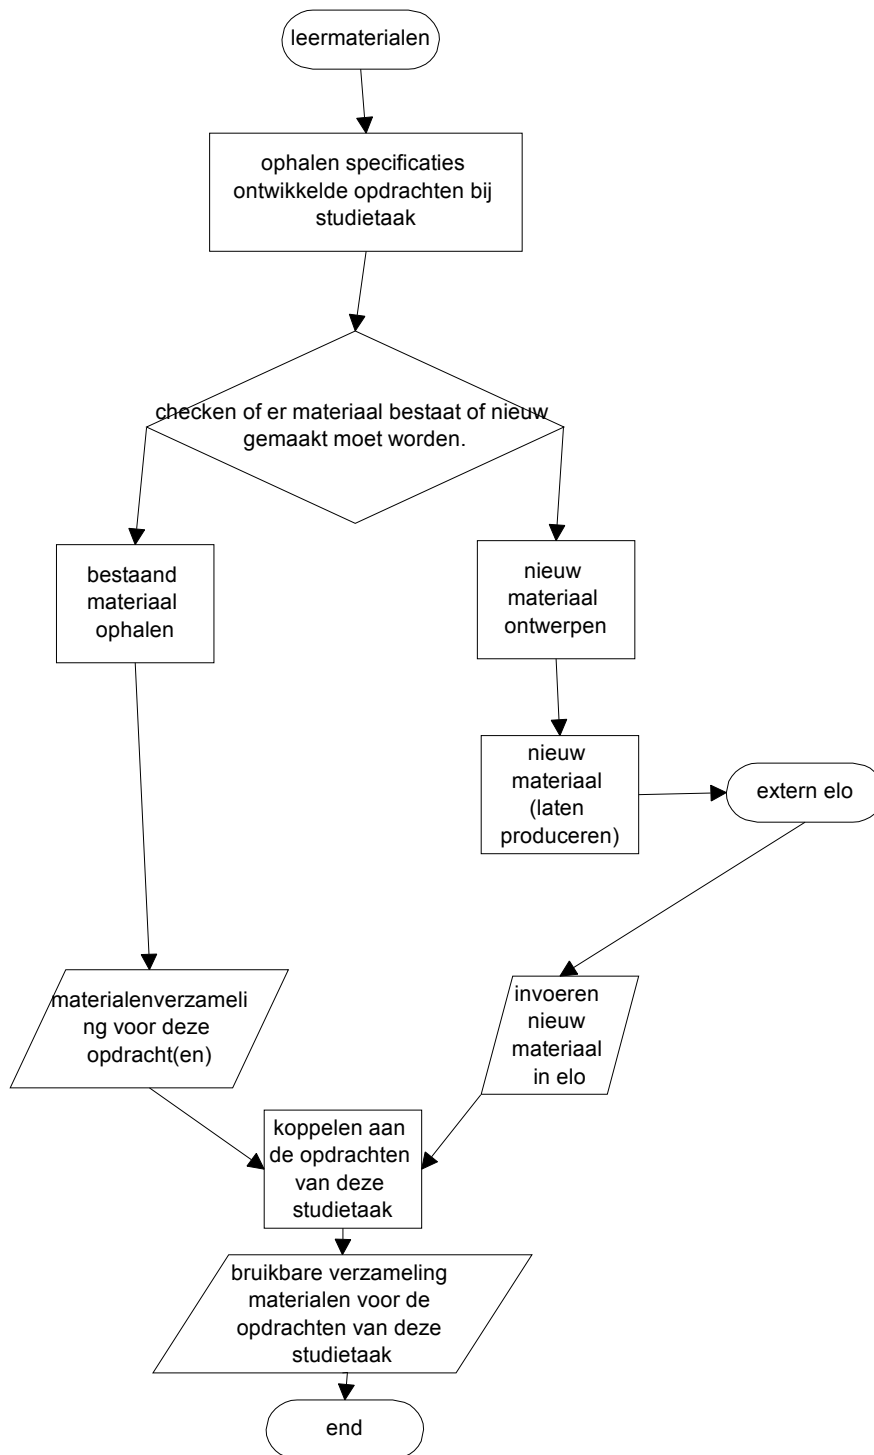 leermaterialen
ophalen specificaties
ontwikkelde opdrachten bij
studietaak
checken of er materiaal bestaat of nieuw
gemaakt moet worden.
bestaand
materiaal
ophalen
nieuw
materiaal
ontwerpen
nieuw
materiaal
(laten
produceren)
extern elo
materialenverzameli
ng voor deze
opdracht(en)
invoeren
nieuw
materiaal
in elo
koppelen aan
de opdrachten
van deze
studietaak
bruikbare verzameling
materialen voor de
opdrachten van deze
studietaak
end